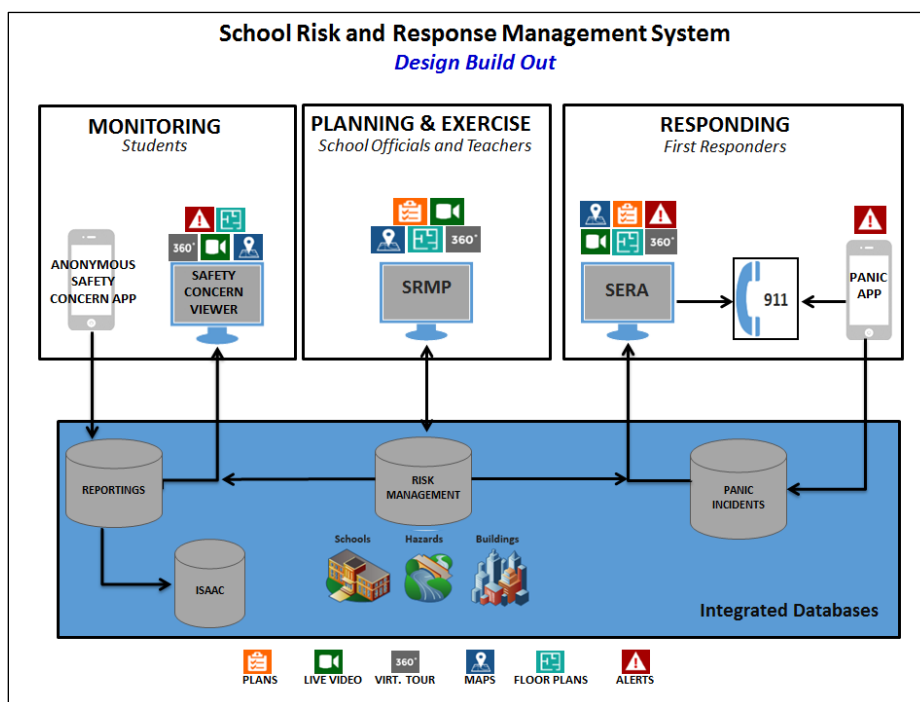 School Risk and Response Management System
Design Build Out
MONITORING
Students
ANONYMOUS
SAFETY
CONCERN APP
360°
SAFETY
CONCERN
VIEWER
PLANNING & EXERCISE
School Officials and Teachers
360°
SRMP
RESPONDING
First Responders
360°
SERA
911
PANIC
APP
REPORTINGS
RISK
MANAGEMENT
PANIC
INCIDENTS
ISAAC
Schools
Hazards
Buildings
Integrated Databases
360°
PLANS
LIVE VIDEO
VIRT. TOUR
MAPS
FLOOR PLANS
ALERTS